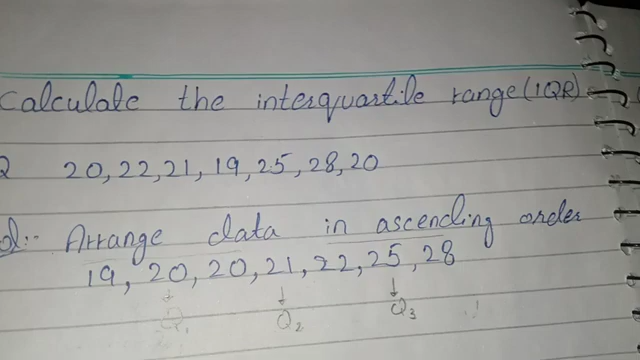 Calculate the interquartile range (IQR)
Q 20, 22, 21, 19, 25, 28, 20
Arrange data in ascending order
19, 20, 20, 21, 22, 25, 28
↓ ↓ ↓
Q1 Q2 Q3